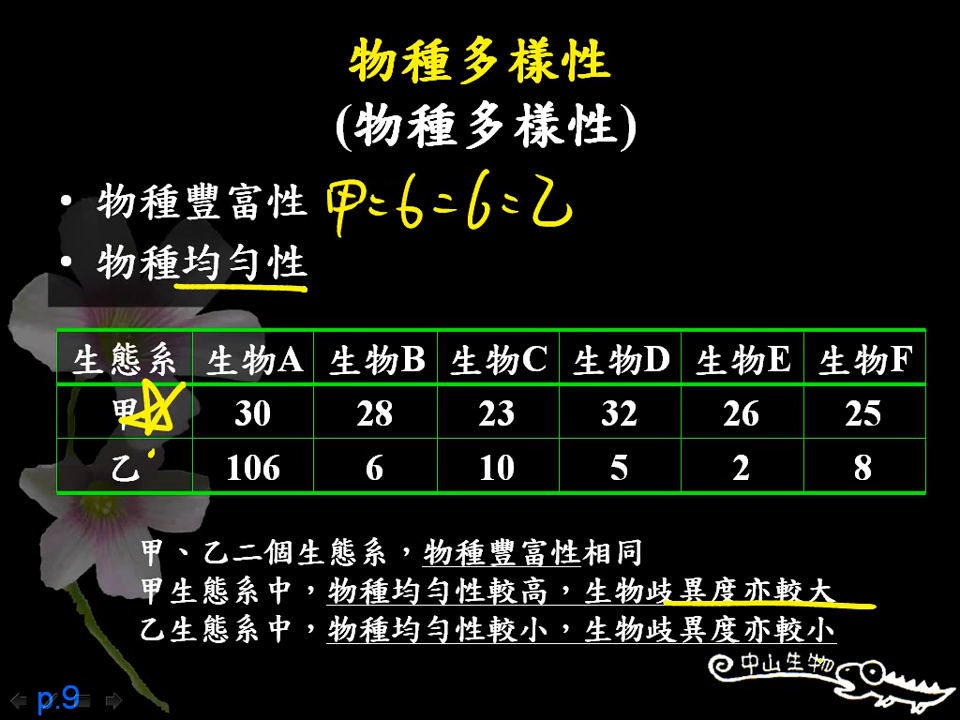 物種多樣性
(物種多樣性)
• 物種豐富性 甲=6=6=乙
• 物種均勻性
生態系 生物A 生物B 生物C 生物D 生物E 生物F
甲 30 28 23 32 26 25
乙 106 6 10 5 2 8
甲、乙二個生態系，物種豐富性相同
甲生態系中，物種均勻性較高，生物歧異度亦較大
乙生態系中，物種均勻性較小，生物歧異度亦較小
中山生物
p.9